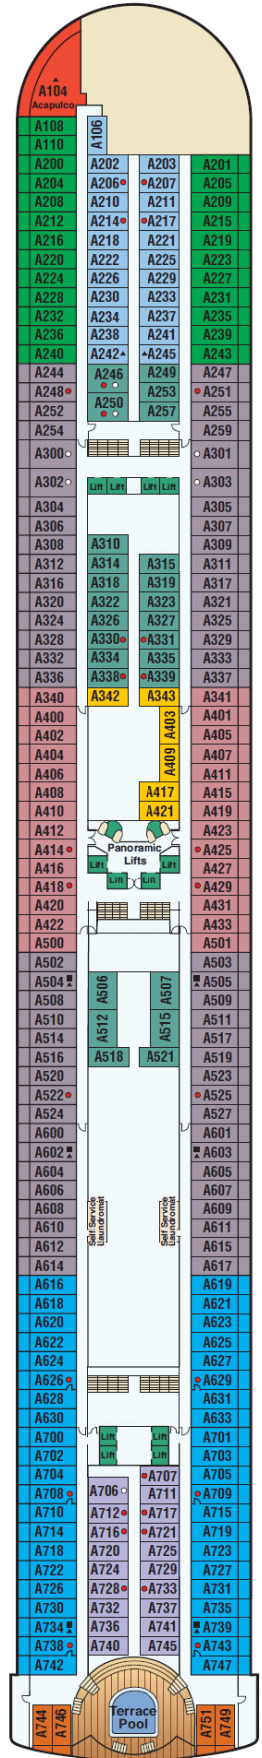 A104
Acapulco
A108 A106
A110
A200 A202 A203 A201
A204 A206 A207 A205
A208 A210 A211 A209
A212 A214 A217 A215
A216 A218 A221 A219
A220 A222 A225 A223
A224 A226 A229 A227
A228 A230 A233 A231
A232 A234 A237 A235
A236 A238 A241 A239
A240 A242 A245 A243
A244 A246 A249 A247
A248 A253 A251
A252 A250 A257 A255
A254 A259
A300 A301
A302 Lift Lift Lift Lift A303
A304 A305
A306 A307
A308 A310 A309
A312 A314 A315 A311
A316 A318 A319 A317
A320 A322 A323 A321
A324 A326 A327 A325
A328 A330 A331 A329
A332 A334 A335 A333
A336 A338 A339 A337
A340 A342 A343 A341
A400 A403 A401
A402 A405
A404 A409 A407
A406 A411
A408 A417 A415
A410 A421 A419
A412 A423
A414 Panoramic A425
Lifts
A416 Lift Lift A427
A418 Lift Lift A429
A420 A431
A422 A433
A500 A501
A502 A503
A504 A506 A507 A505
A508 A509
A510 A512 A515 A511
A514 A517
A516 A518 A521 A519
A520 A523
A522 A525
A524 A527
A600 A601
A602 A603
A604 A605
A606 A607
A608 Self Service Self Service A609
A610 Laundromat Laundromat A611
A612 A615
A614 A617
A616 A619
A618 A621
A620 A623
A622 A625
A624 A627
A626 A629
A628 A631
A630 A633
A700 Lift Lift A701
A702 Lift Lift A703
A704 A707 A705
A708 A706 A711 A709
A710 A712 A717 A715
A714 A716 A721 A719
A718 A720 A725 A723
A722 A724 A729 A727
A726 A728 A733 A731
A730 A732 A737 A735
A734 A736 A741 A739
A738 A740 A745 A743
A742 A747
A744 A746 Terrace A751 A749
Pool